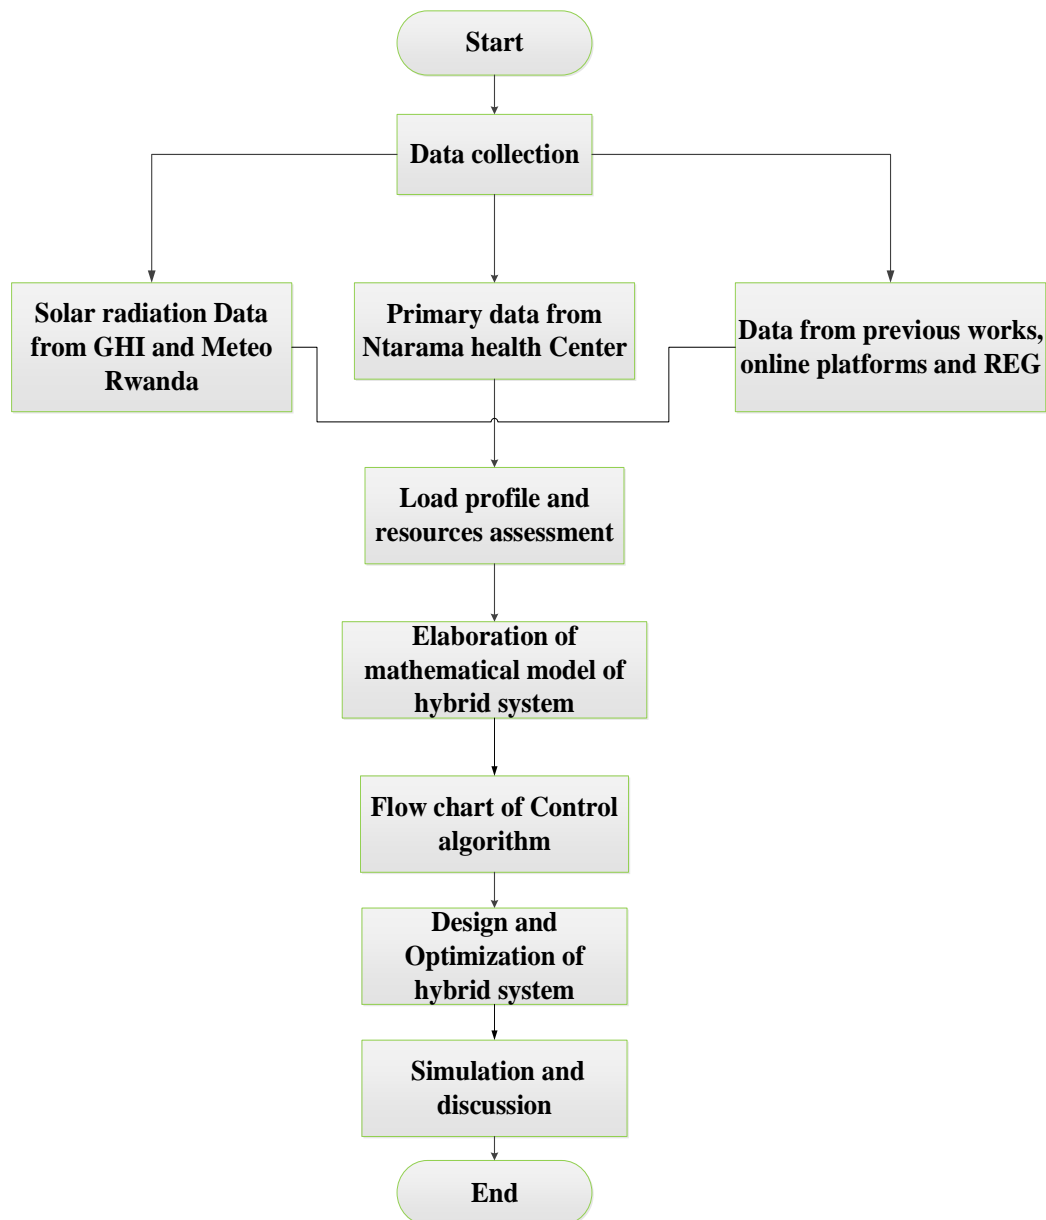 Start
Data collection
Solar radiation Data
from GHI and Meteo
Rwanda
Primary data from
Ntarama health Center
Data from previous works,
online platforms and REG
Load profile and
resources assessment
Elaboration of
mathematical model of
hybrid system
Flow chart of Control
algorithm
Design and
Optimization of
hybrid system
Simulation and
discussion
End